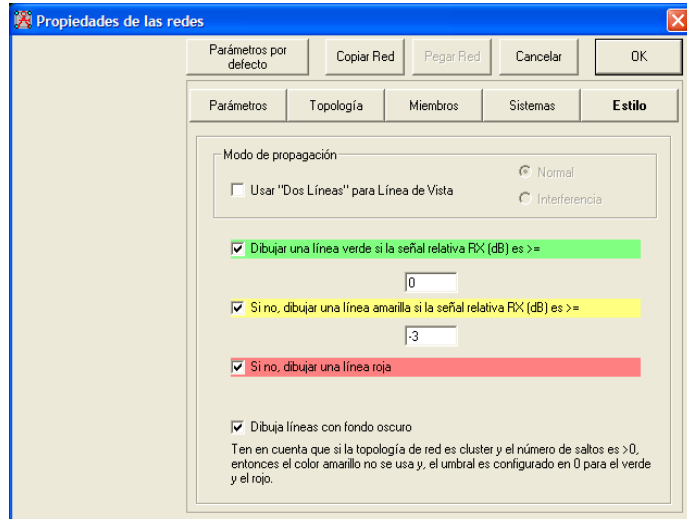 Propiedades de las redes
Parámetros por
defecto
Copiar Red
Pegar Red
Cancelar
OK
Parámetros
Topología
Miembros
Sistemas
Estilo
Modo de propagación
Usar "Dos Líneas" para Línea de Vista
Normal
Interferencia
Dibujar una línea verde si la señal relativa RX (dB) es >=
0
Si no, dibujar una línea amarilla si la señal relativa RX (dB) es >=
-3
Si no, dibujar una línea roja
Dibuja líneas con fondo oscuro
Ten en cuenta que si la topología de red es cluster y el número de saltos es >0,
entonces el color amarillo no se usa y, el umbral es configurado en 0 para el verde
y el rojo.